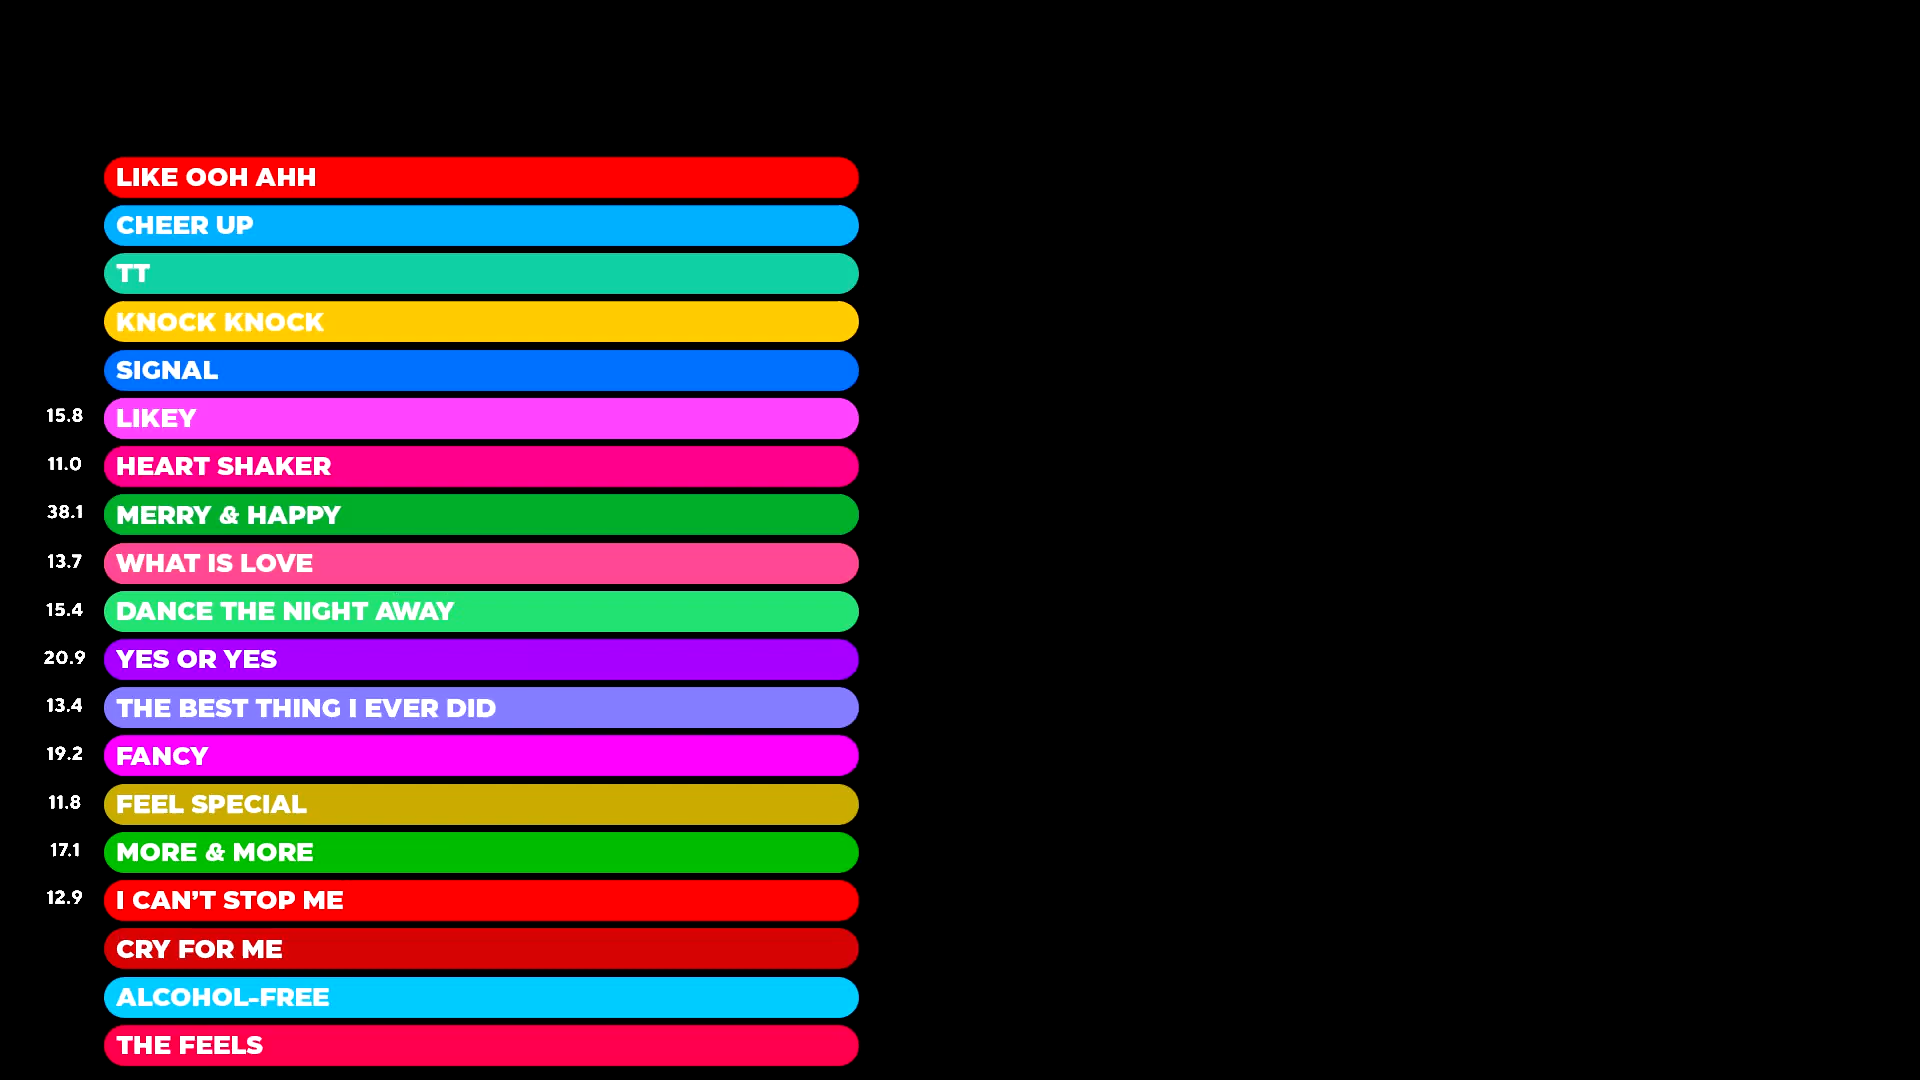 LIKE OOH AHH
CHEER UP
TT
KNOCK KNOCK
SIGNAL
15.8 LIKEY
11.0 HEART SHAKER
38.1 MERRY & HAPPY
13.7 WHAT IS LOVE
15.4 DANCE THE NIGHT AWAY
20.9 YES OR YES
13.4 THE BEST THING I EVER DID
19.2 FANCY
11.8 FEEL SPECIAL
17.1 MORE & MORE
12.9 I CAN’T STOP ME
CRY FOR ME
ALCOHOL-FREE
THE FEELS